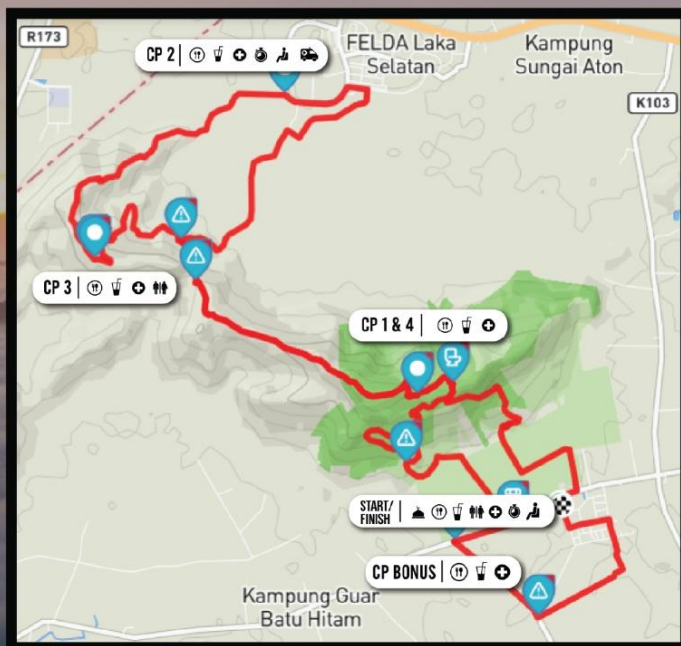 R173
CP 2
FELDA Laka
Selatan
Kampung
Sungai Aton
K103
CP 3
CP 1 & 4
START/
FINISH
CP BONUS
Kampung Guar
Batu Hitam